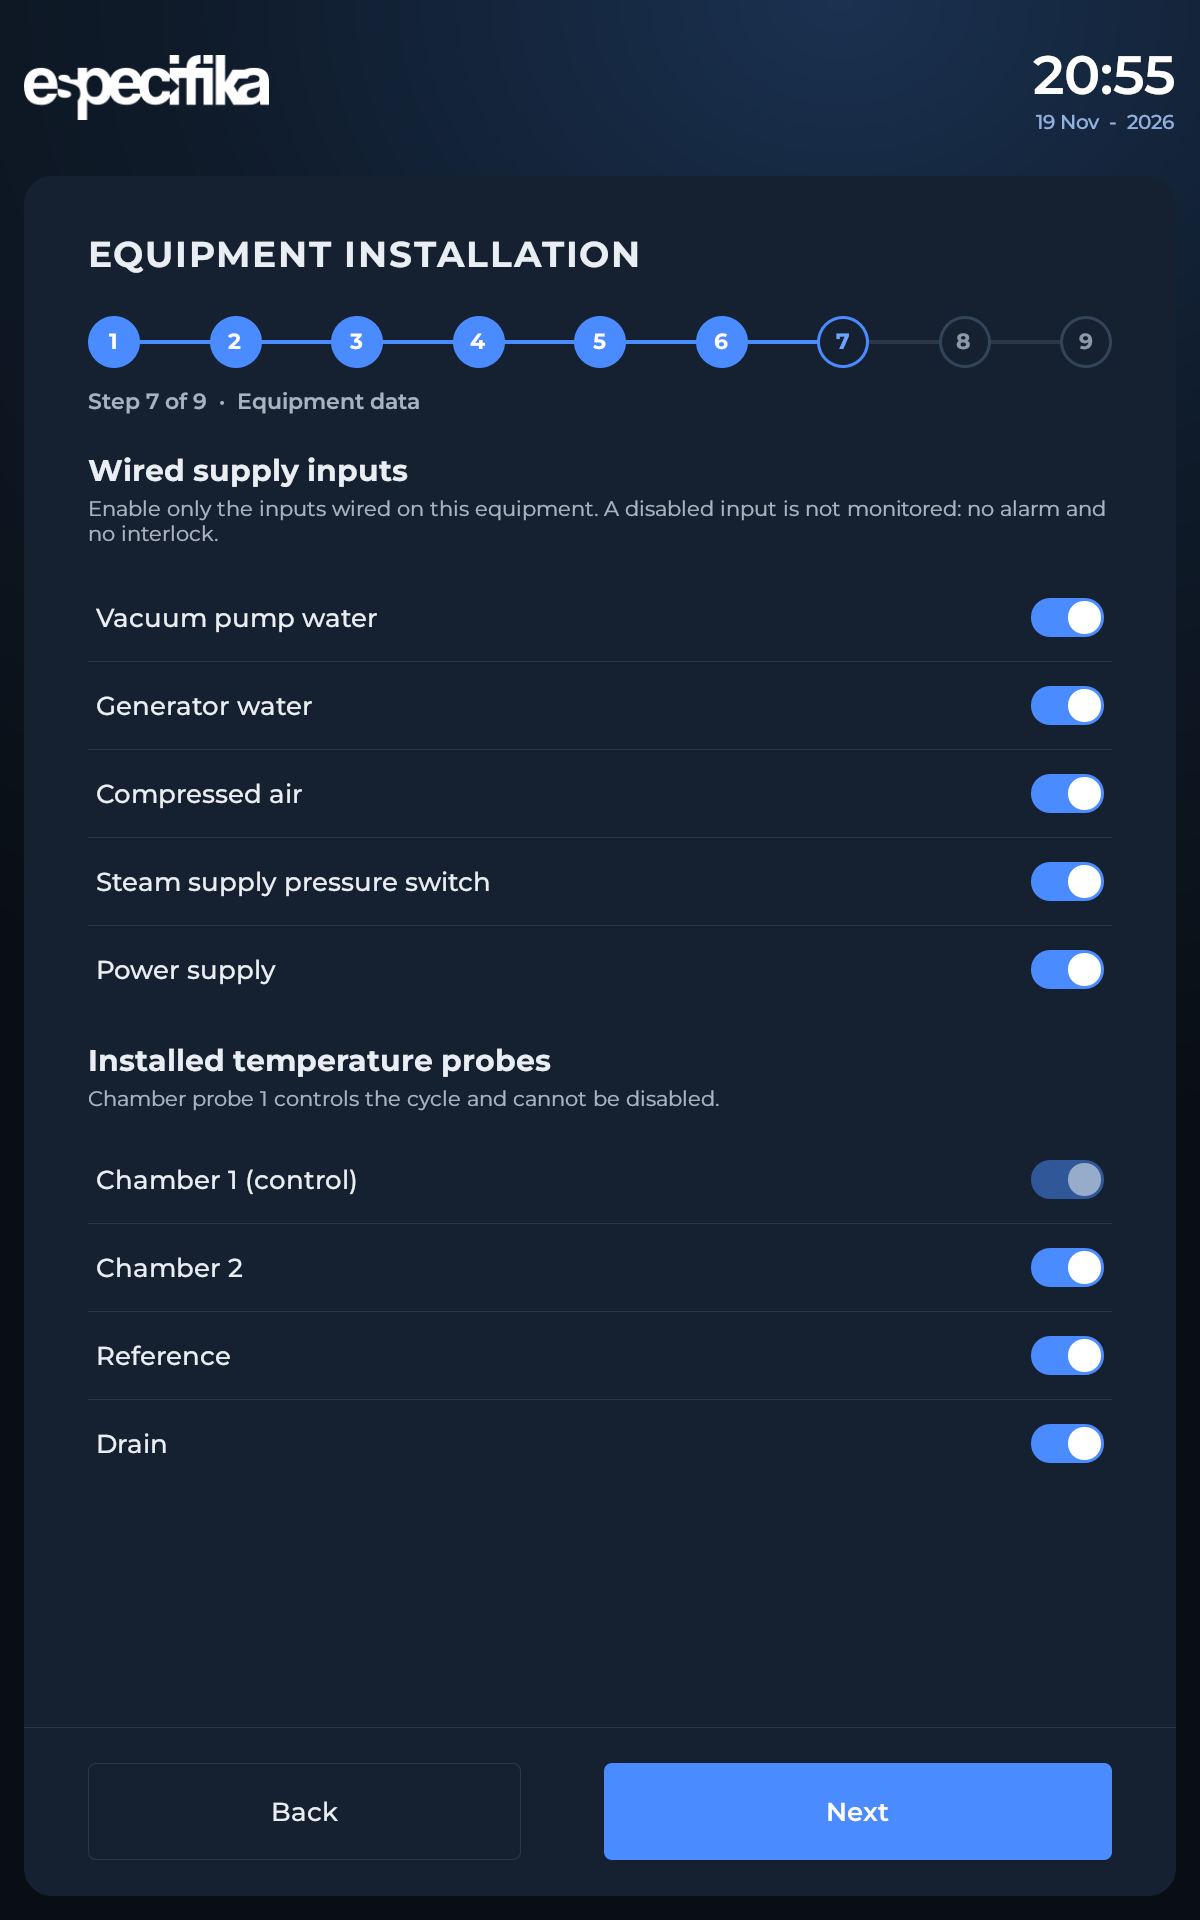 especifika
20:55
19 Nov - 2026
EQUIPMENT INSTALLATION
1 2 3 4 5 6 7 8 9
Step 7 of 9 · Equipment data
Wired supply inputs
Enable only the inputs wired on this equipment. A disabled input is not monitored: no alarm and
no interlock.
Vacuum pump water
Generator water
Compressed air
Steam supply pressure switch
Power supply
Installed temperature probes
Chamber probe 1 controls the cycle and cannot be disabled.
Chamber 1 (control)
Chamber 2
Reference
Drain
Back
Next